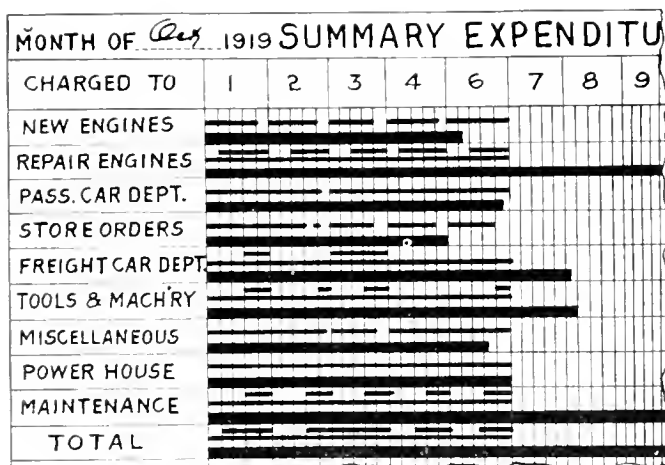 MONTH OF Oct 1919 SUMMARY EXPENDITU
CHARGED TO 1 2 3 4 6 7 8 9
NEW ENGINES
REPAIR ENGINES
PASS. CAR DEPT.
STORE ORDERS
FREIGHT CAR DEPT.
TOOLS & MACH'RY
MISCELLANEOUS
POWER HOUSE
MAINTENANCE
TOTAL